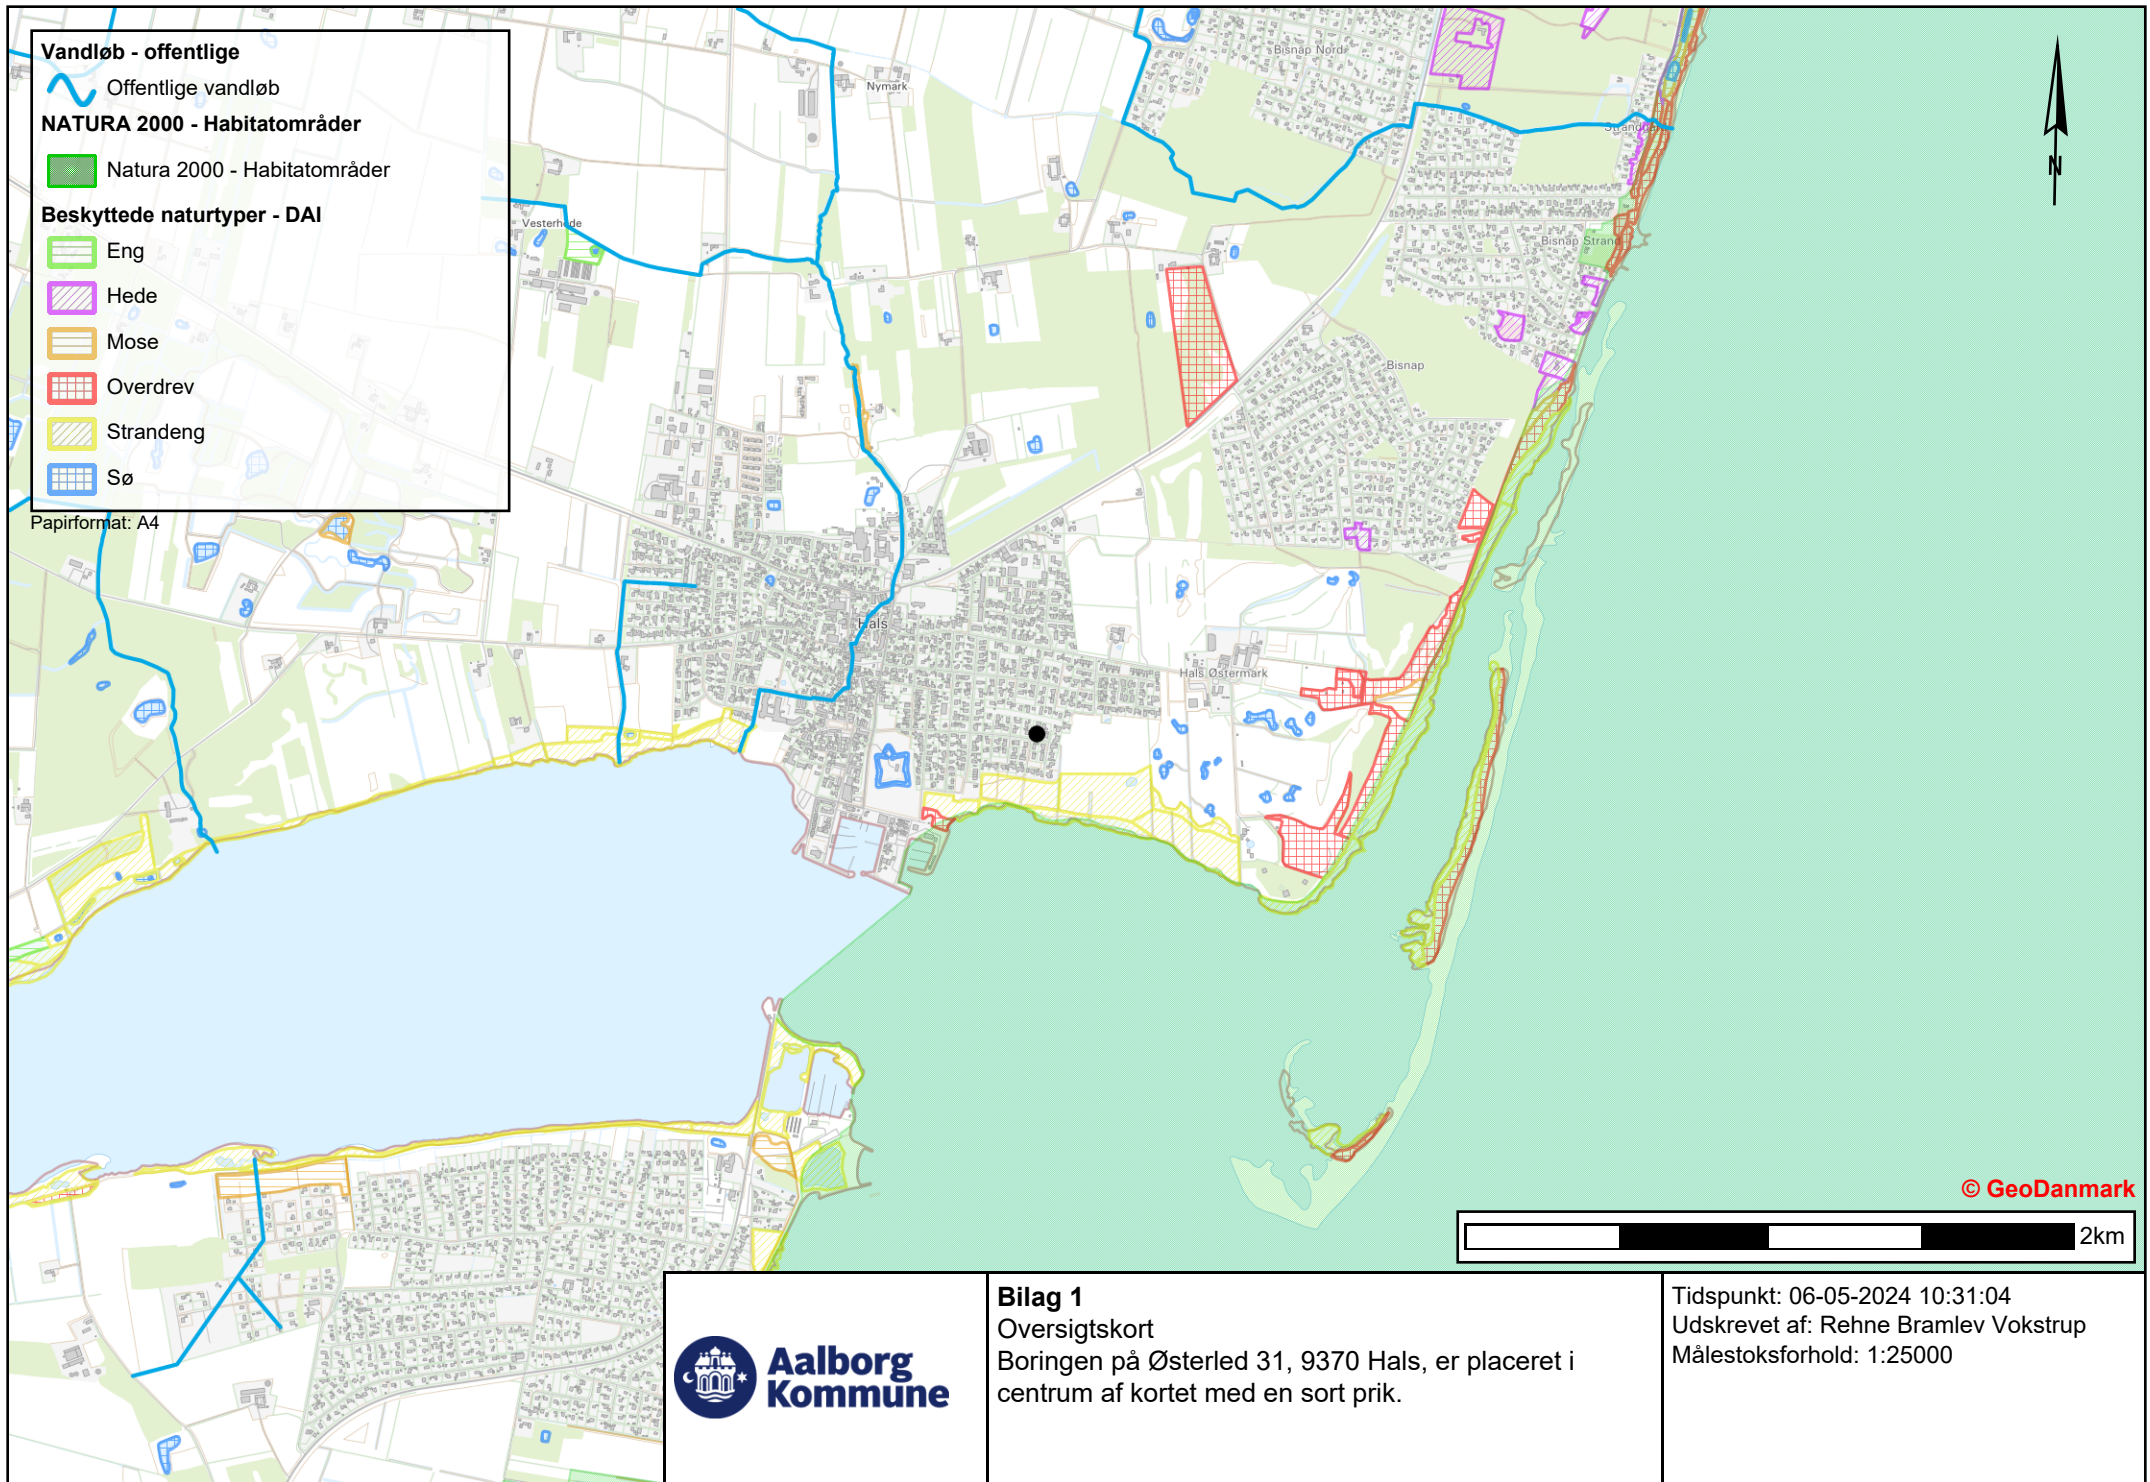 Vandløb - offentlige
Offentlige vandløb
NATURA 2000 - Habitatområder
Natura 2000 - Habitatområder
Beskyttede naturtyper - DAI
Eng
Hede
Mose
Overdrev
Strandeng
Sø
Papirformat: A4
Bisnap Nord
Nymark
N
Vesterhede
Bisnap Strand
Bisnap
Hals
Hals Østermark
© GeoDanmark
2km
Aalborg
Kommune
Bilag 1
Oversigtskort
Boringen på Østerled 31, 9370 Hals, er placeret i
centrum af kortet med en sort prik.
Tidspunkt: 06-05-2024 10:31:04
Udskrevet af: Rehne Bramlev Vokstrup
Målestoksforhold: 1:25000